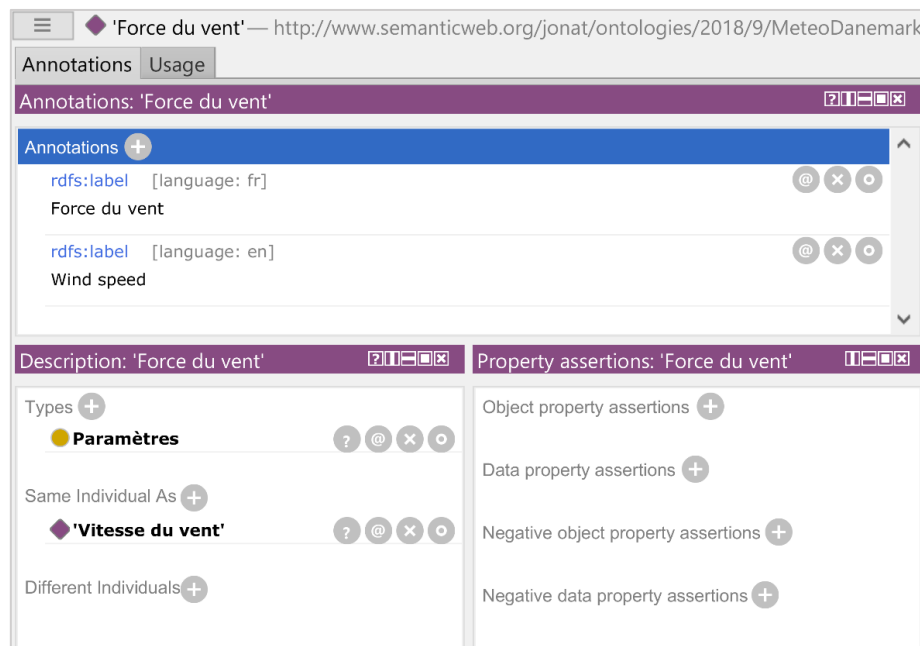 'Force du vent' — http://www.semanticweb.org/jonat/ontologies/2018/9/MeteoDanemark
Annotations Usage
Annotations: 'Force du vent'
Annotations
rdfs:label [language: fr]
Force du vent
rdfs:label [language: en]
Wind speed
Description: 'Force du vent'
Types
Paramètres
Same Individual As
'Vitesse du vent'
Different Individuals
Property assertions: 'Force du vent'
Object property assertions
Data property assertions
Negative object property assertions
Negative data property assertions